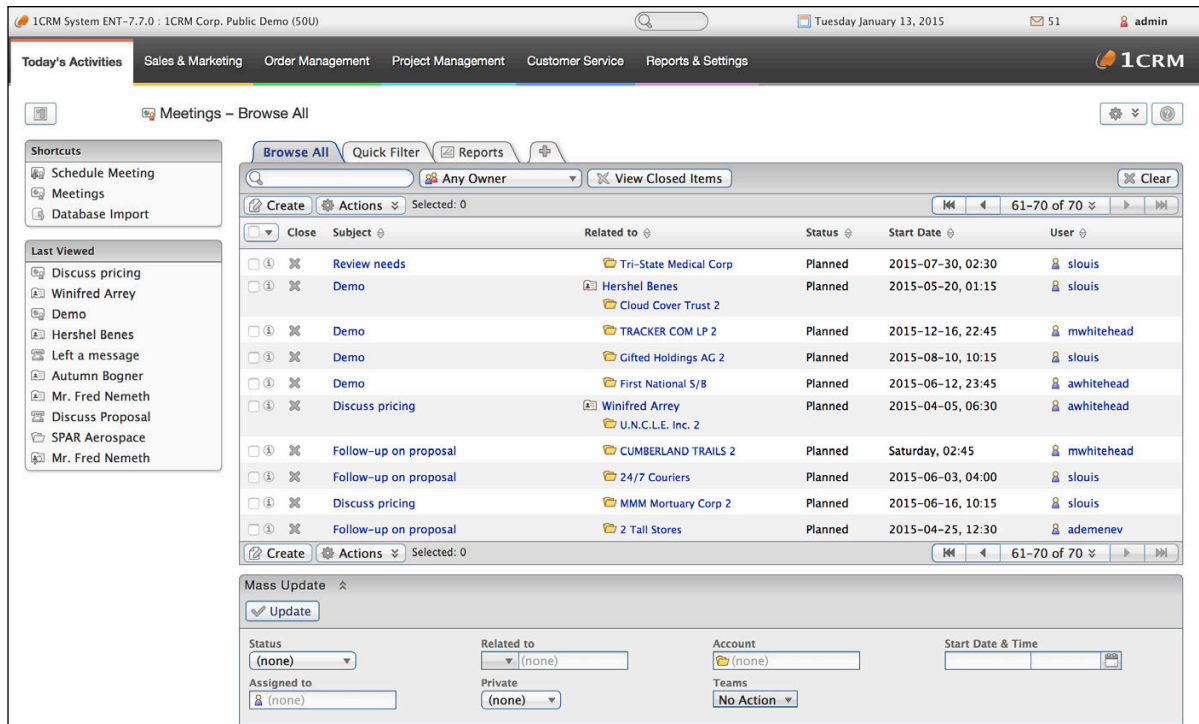 1CRM System ENT-7.7.0 : 1CRM Corp. Public Demo (50U) Tuesday January 13, 2015 51 admin
Today's Activities Sales & Marketing Order Management Project Management Customer Service Reports & Settings 1CRM
Meetings – Browse All
Shortcuts
Schedule Meeting
Meetings
Database Import
Last Viewed
Discuss pricing
Winifred Arrey
Demo
Hershel Benes
Left a message
Autumn Bogner
Mr. Fred Nemeth
Discuss Proposal
SPAR Aerospace
Mr. Fred Nemeth
Browse All Quick Filter Reports
Any Owner View Closed Items Clear
Create Actions Selected: 0 61-70 of 70
Close Subject Related to Status Start Date User
Review needs Tri-State Medical Corp Planned 2015-07-30, 02:30 slouis
Demo Hershel Benes Planned 2015-05-20, 01:15 slouis
Cloud Cover Trust 2
Demo TRACKER COM LP 2 Planned 2015-12-16, 22:45 mwhitehead
Demo Gifted Holdings AG 2 Planned 2015-08-10, 10:15 slouis
Demo First National S/B Planned 2015-06-12, 23:45 awhitehead
Discuss pricing Winifred Arrey Planned 2015-04-05, 06:30 awhitehead
U.N.C.L.E. Inc. 2
Follow-up on proposal CUMBERLAND TRAILS 2 Planned Saturday, 02:45 mwhitehead
Follow-up on proposal 24/7 Couriers Planned 2015-06-03, 04:00 slouis
Discuss pricing MMM Mortuary Corp 2 Planned 2015-06-16, 10:15 slouis
Follow-up on proposal 2 Tall Stores Planned 2015-04-25, 12:30 ademenev
Create Actions Selected: 0 61-70 of 70
Mass Update
Update
Status Related to Account Start Date & Time
(none) (none) (none)
Assigned to Private Teams
(none) (none) No Action